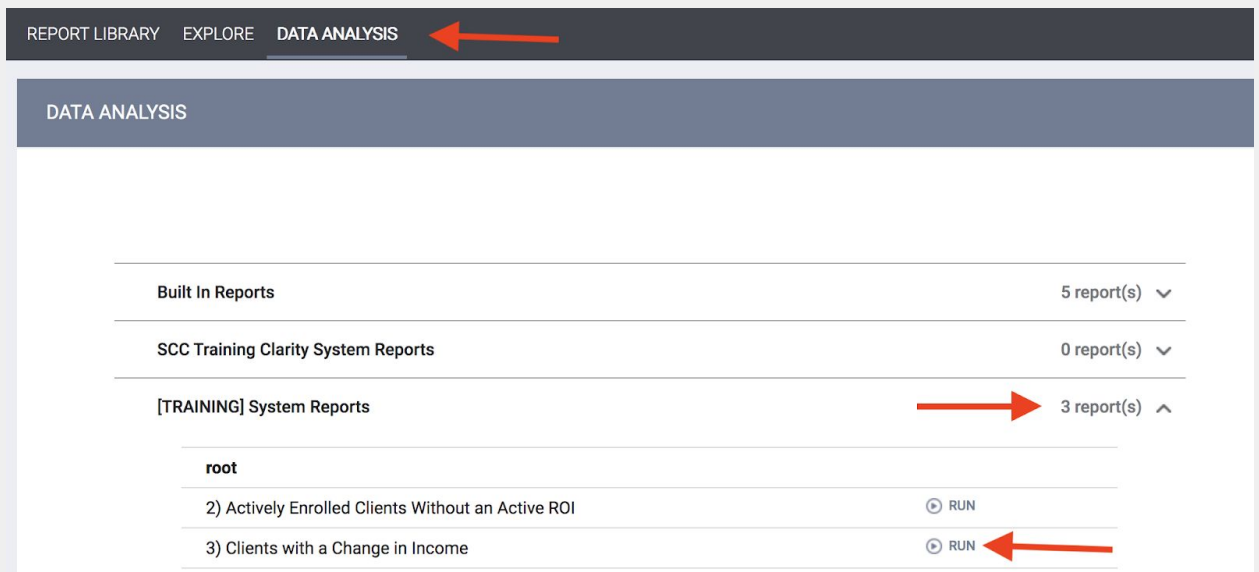 REPORT LIBRARY EXPLORE DATA ANALYSIS
DATA ANALYSIS
Built In Reports 5 report(s)
SCC Training Clarity System Reports 0 report(s)
[TRAINING] System Reports 3 report(s)
root
2) Actively Enrolled Clients Without an Active ROI RUN
3) Clients with a Change in Income RUN